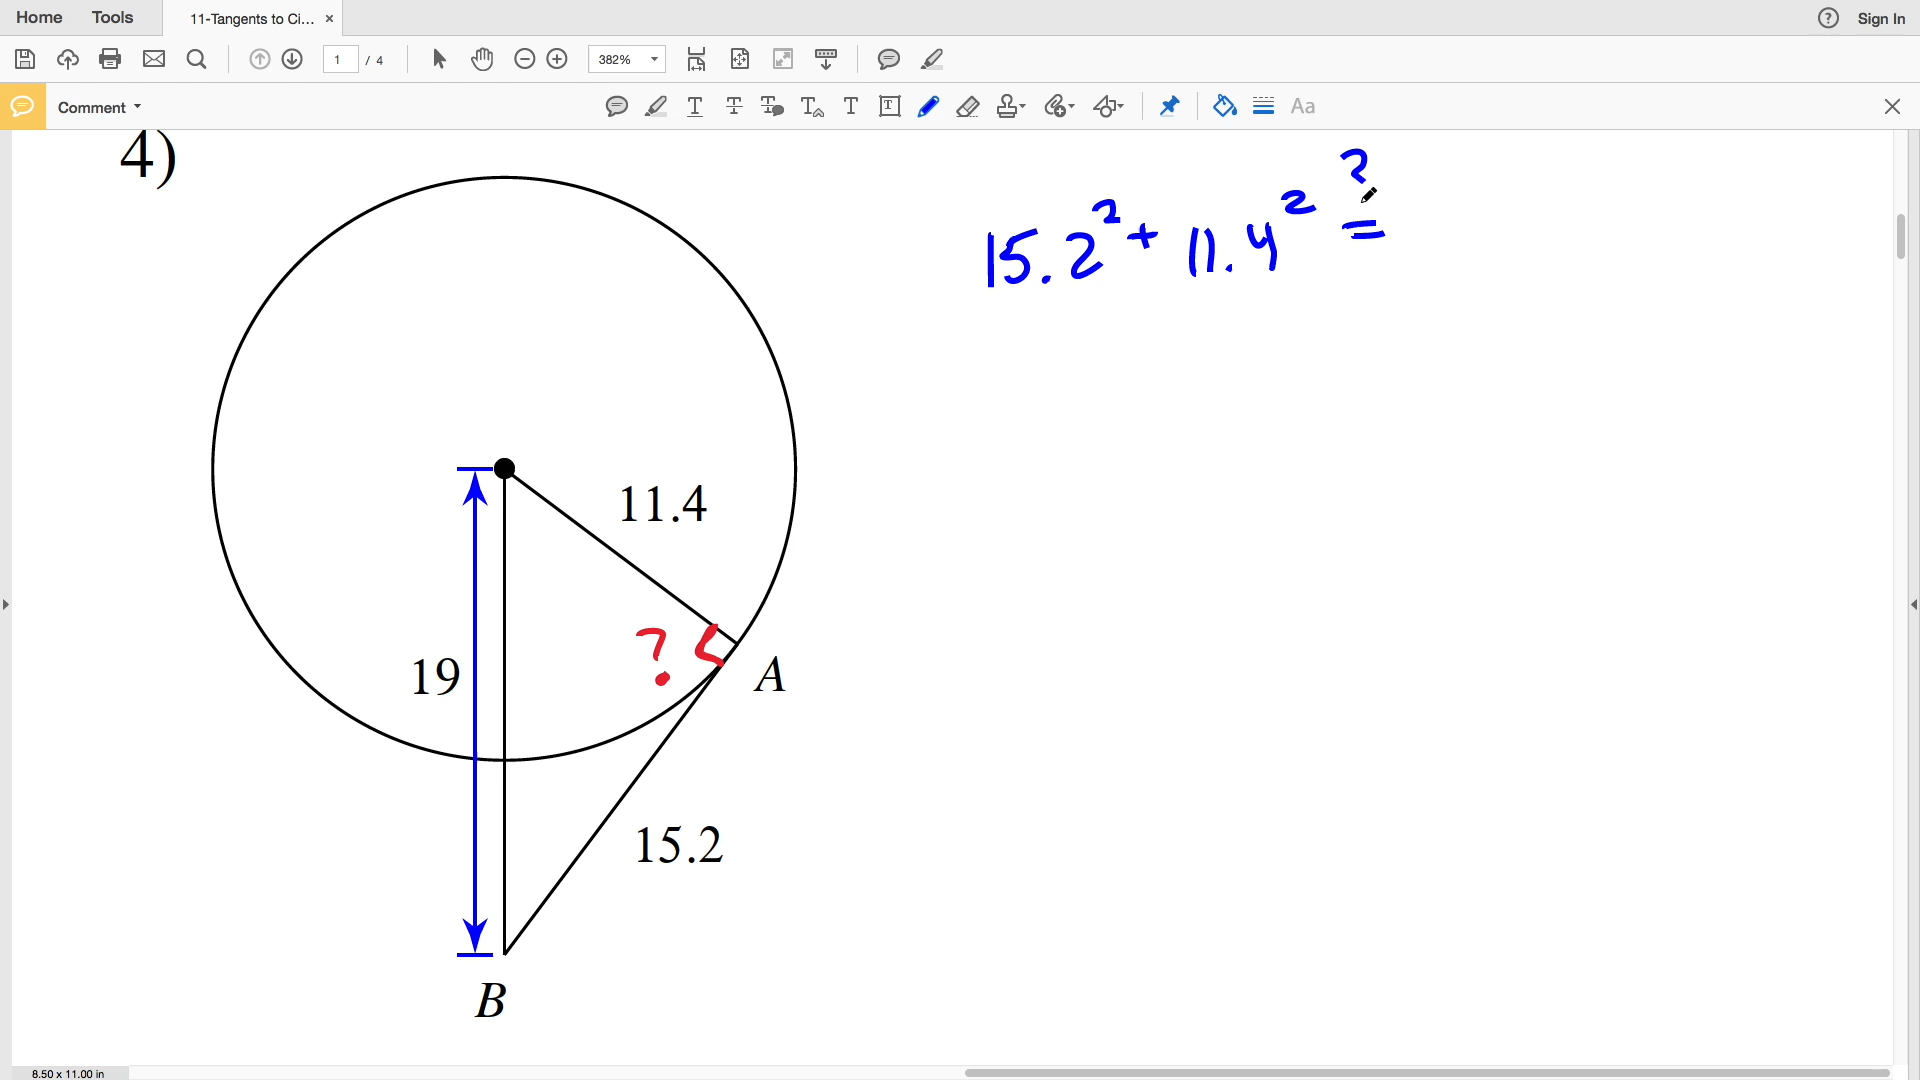 Home Tools 11-Tangents to Ci... × ? Sign In
1 / 4 382%
Comment T T T T T T Aa
4)
15.2² + 11.4² ≟
11.4
? A
19
15.2
B
8.50 x 11.00 in